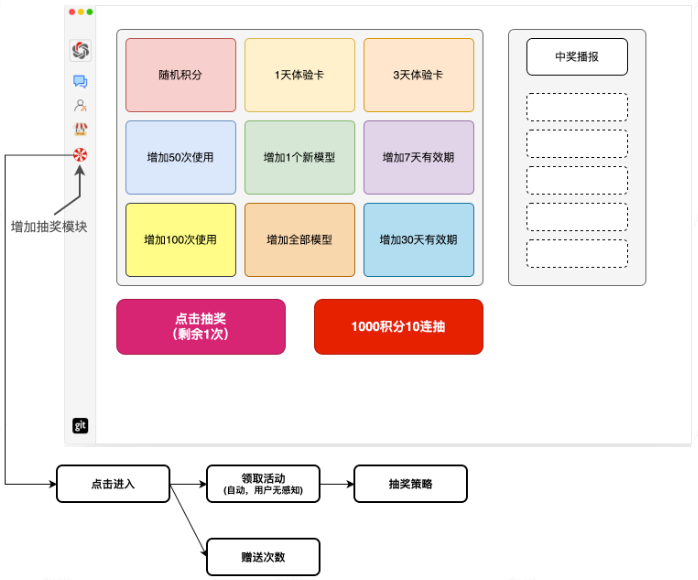 随机积分
1天体验卡
3天体验卡
中奖播报
增加50次使用
增加1个新模型
增加7天有效期
增加抽奖模块
增加100次使用
增加全部模型
增加30天有效期
点击抽奖
（剩余1次）
1000积分10连抽
git
点击进入
领取活动
(自动，用户无感知)
抽奖策略
赠送次数